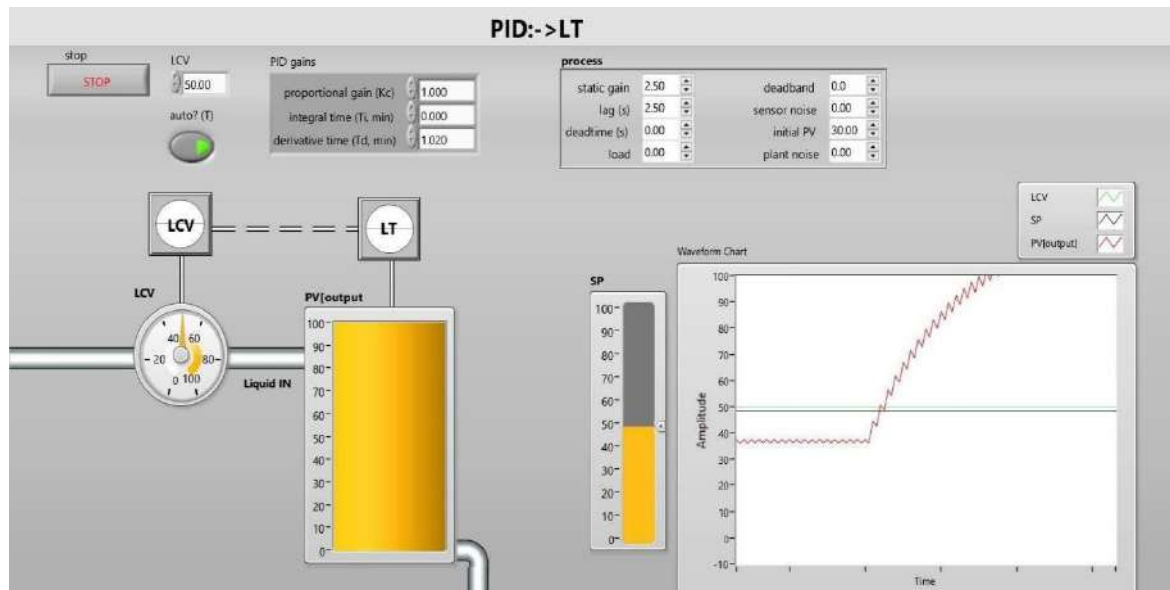 PID:->LT
stop
STOP
LCV
50.00
auto? (T)
PID gains
proportional gain (Kc) 1.000
integral time (Ti, min) 0.000
derivative time (Td, min) 1.020
process
static gain 2.50 deadband 0.0
lag (s) 2.50 sensor noise 0.00
deadtime (s) 0.00 initial PV 30.00
load 0.00 plant noise 0.00
LCV
LT
LCV
0 20 40 60 80 100
Liquid IN
PV[output
100
90
80
70
60
50
40
30
20
10
0
SP
100
90
80
70
60
50
40
30
20
10
0
LCV
SP
PV[output]
Waveform Chart
Amplitude
100
90
80
70
60
50
40
30
20
10
0
-10
Time